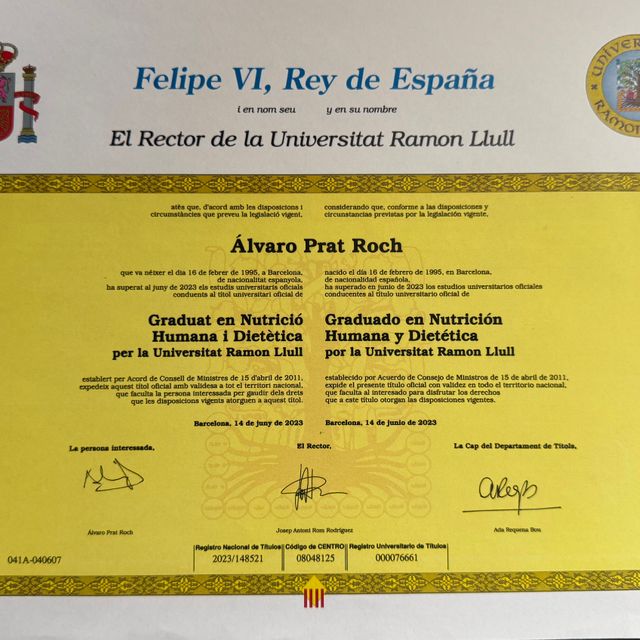 Felipe VI, Rey de España
i en nom seu y en su nombre
El Rector de la Universitat Ramon Llull
UNIVER
RAMON
atès que, d'acord amb les disposicions i
circumstàncies que preveu la legislació vigent,
considerando que, conforme a las disposiciones y
circunstancias previstas por la legislación vigente,
Álvaro Prat Roch
que va néixer el dia 16 de febrer de 1995, a Barcelona,
de nacionalitat espanyola,
ha superat al juny de 2023 els estudis universitaris oficials
conduents al títol universitari oficial de
nacido el día 16 de febrero de 1995, en Barcelona,
de nacionalidad española,
ha superado en junio de 2023 los estudios universitarios oficiales
conducentes al título universitario oficial de
Graduat en Nutrició
Humana i Dietètica
per la Universitat Ramon Llull
Graduado en Nutrición
Humana y Dietética
por la Universitat Ramon Llull
establert per Acord de Consell de Ministres de 15 d'abril de 2011,
expedeix aquest títol oficial amb validesa a tot el territori nacional,
que faculta la persona interessada per gaudir dels drets
que les disposicions vigents atorguen a aquest títol.
establecido por Acuerdo de Consejo de Ministros de 15 de abril de 2011,
expide el presente título oficial con validez en todo el territorio nacional,
que faculta al interesado para disfrutar los derechos
que a este título otorgan las disposiciones vigentes.
Barcelona, 14 de juny de 2023
Barcelona, 14 de junio de 2023
La persona interessada,
El Rector,
La Cap del Departament de Títols,
Álvaro Prat Roch
Josep Antoni Rom Rodríguez
Ada Requena Bou
041A-040607
Registro Nacional de Títulos
Código de CENTRO
Registro Universitario de Títulos
2023/148521
08048125
000076661